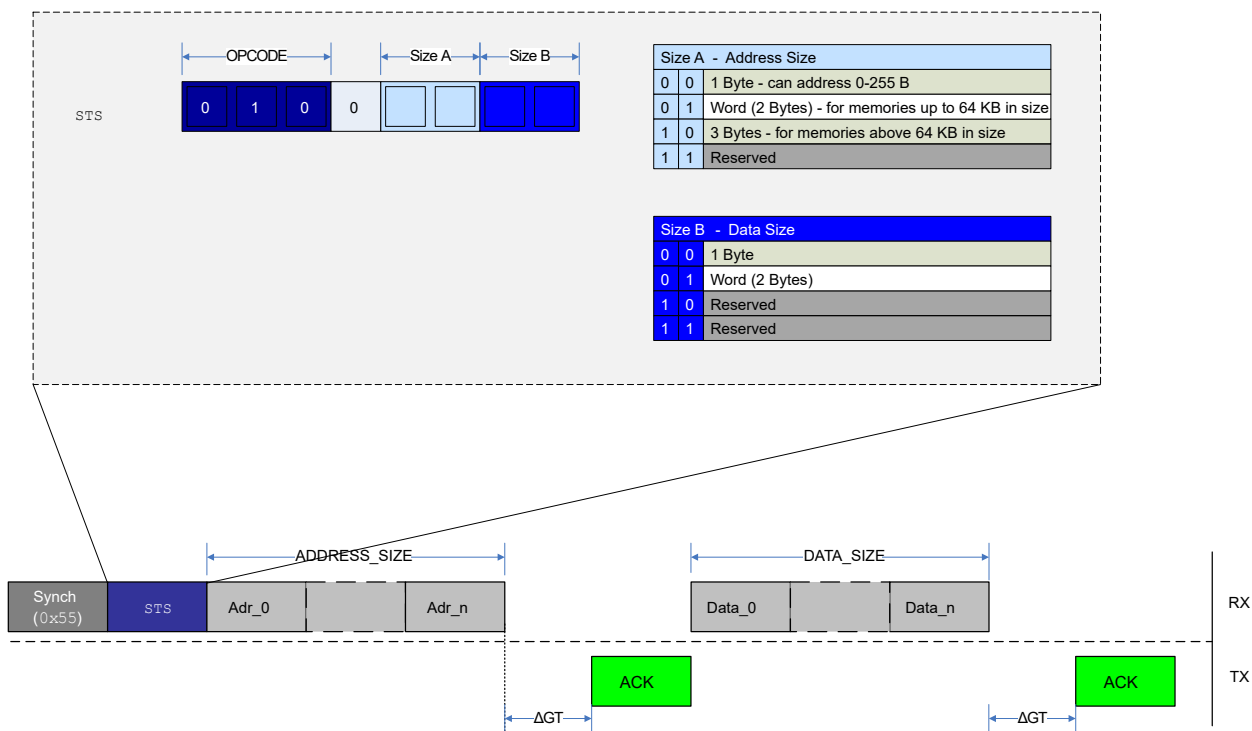 OPCODE Size A Size B
STS 0 1 0 0
Size A - Address Size
0 0 1 Byte - can address 0-255 B
0 1 Word (2 Bytes) - for memories up to 64 KB in size
1 0 3 Bytes - for memories above 64 KB in size
1 1 Reserved
Size B - Data Size
0 0 1 Byte
0 1 Word (2 Bytes)
1 0 Reserved
1 1 Reserved
ADDRESS_SIZE DATA_SIZE
Synch
(0x55)
STS Adr_0 Adr_n Data_0 Data_n RX
ACK ACK TX
ΔGT ΔGT